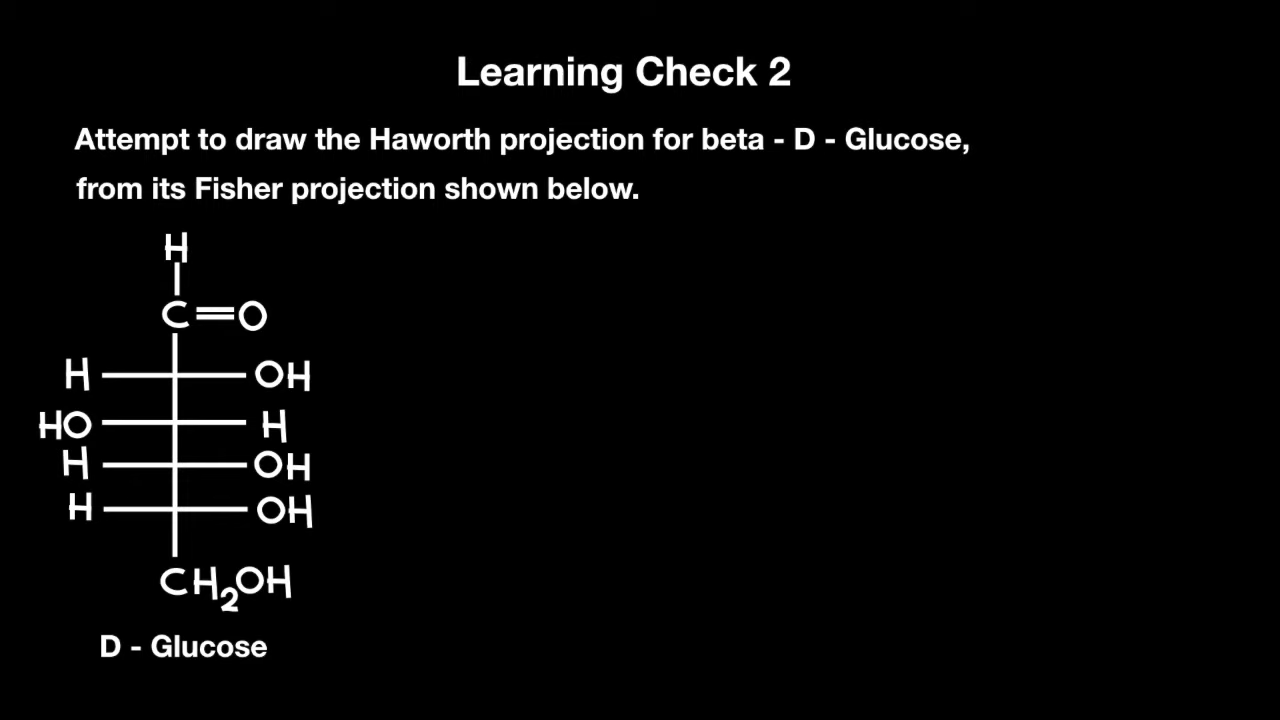 Learning Check 2
Attempt to draw the Haworth projection for beta - D - Glucose,
from its Fisher projection shown below.
H
C=O
H OH
HO H
H OH
H OH
CH2OH
D - Glucose